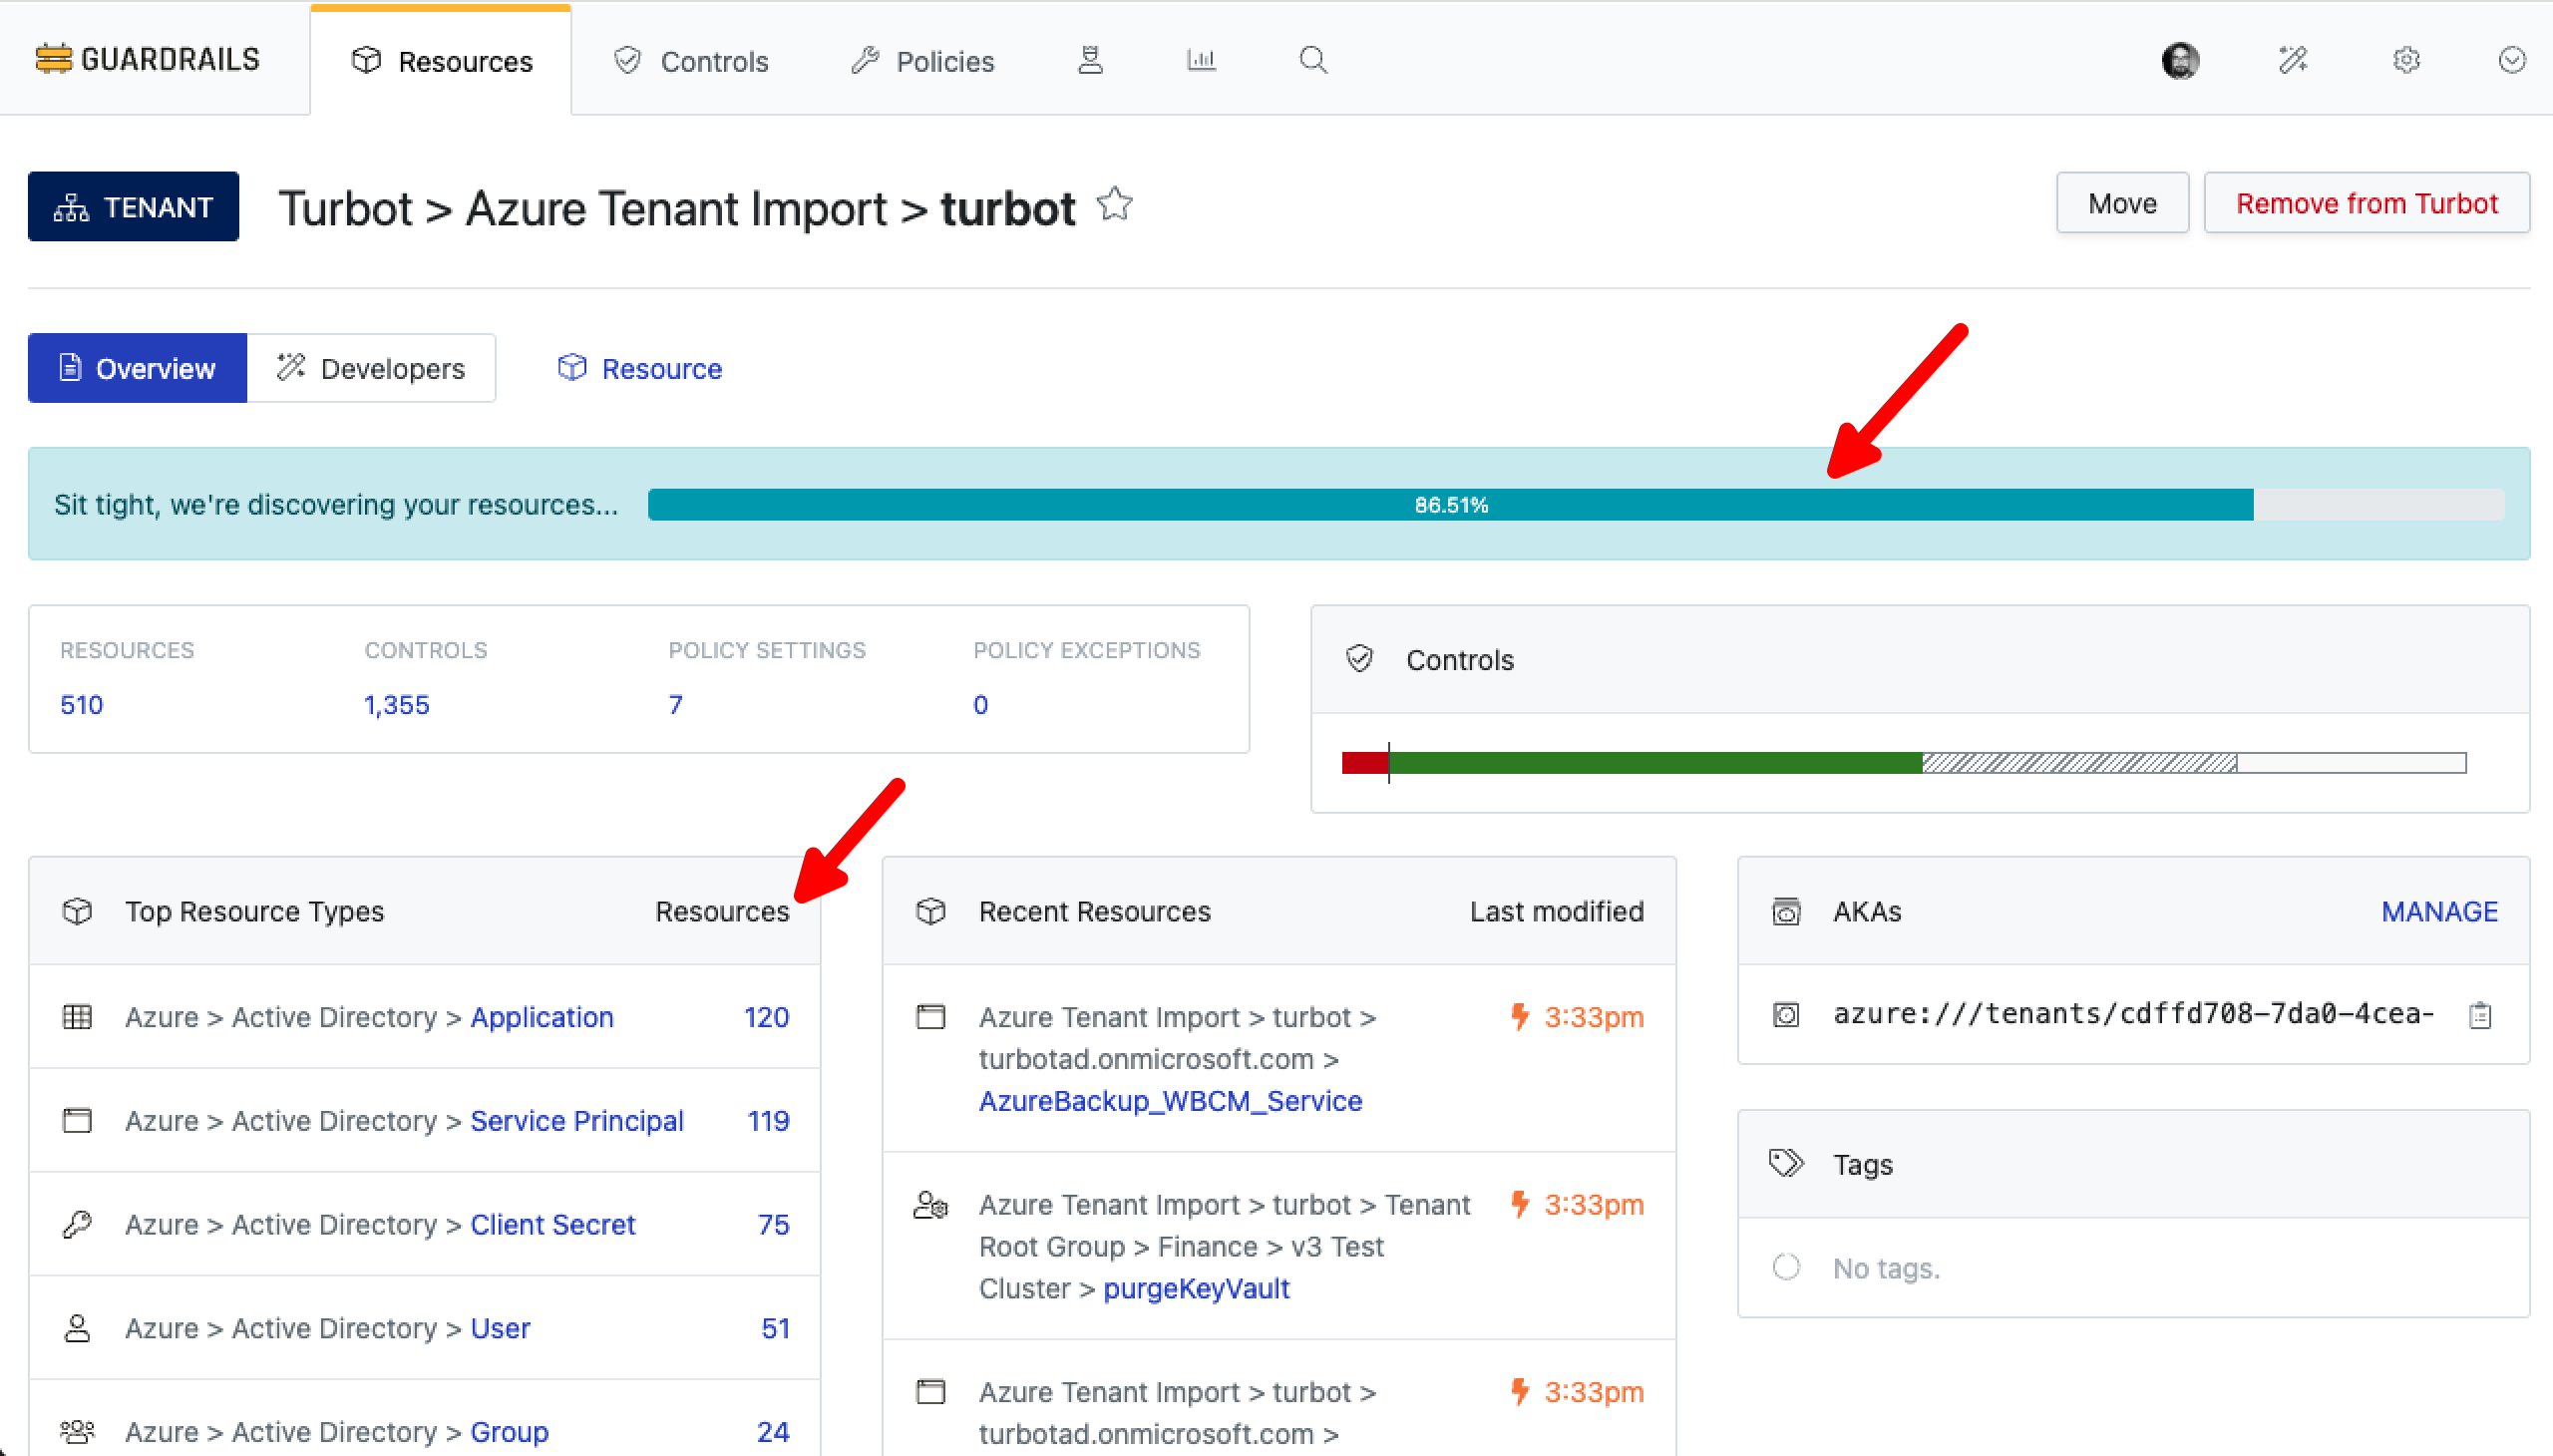 GUARDRAILS
Resources
Controls
Policies
TENANT
Turbot > Azure Tenant Import > turbot
Move
Remove from Turbot
Overview
Developers
Resource
Sit tight, we're discovering your resources...
86.51%
RESOURCES
CONTROLS
POLICY SETTINGS
POLICY EXCEPTIONS
510
1,355
7
0
Controls
Top Resource Types
Resources
Azure > Active Directory > Application
120
Azure > Active Directory > Service Principal
119
Azure > Active Directory > Client Secret
75
Azure > Active Directory > User
51
Azure > Active Directory > Group
24
Recent Resources
Last modified
Azure Tenant Import > turbot >
turbotad.onmicrosoft.com >
AzureBackup_WBCM_Service
3:33pm
Azure Tenant Import > turbot > Tenant
Root Group > Finance > v3 Test
Cluster > purgeKeyVault
3:33pm
Azure Tenant Import > turbot >
turbotad.onmicrosoft.com >
3:33pm
AKAs
MANAGE
azure:///tenants/cdffd708-7da0-4cea-
Tags
No tags.